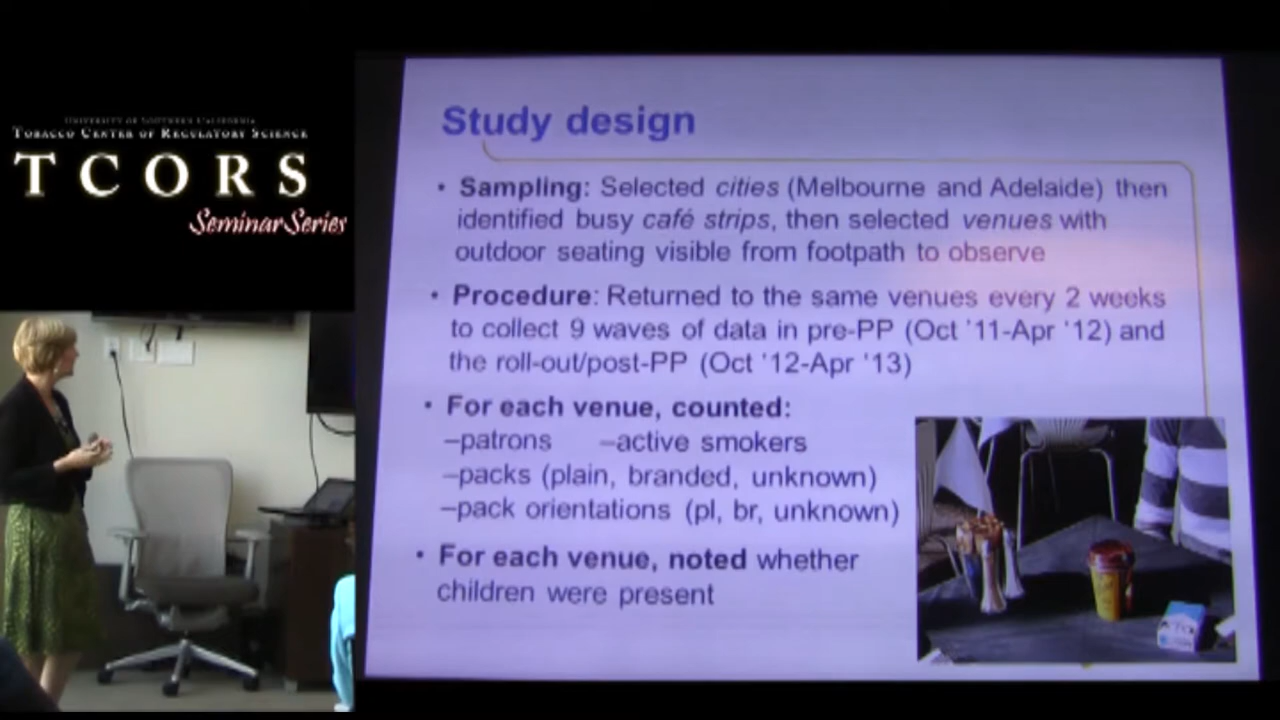 UNIVERSITY OF SOUTHERN CALIFORNIA
TOBACCO CENTER OF REGULATORY SCIENCE
TCORS
Seminar Series
Study design
• Sampling: Selected cities (Melbourne and Adelaide) then
identified busy café strips, then selected venues with
outdoor seating visible from footpath to observe
• Procedure: Returned to the same venues every 2 weeks
to collect 9 waves of data in pre-PP (Oct '11-Apr '12) and
the roll-out/post-PP (Oct '12-Apr '13)
• For each venue, counted:
–patrons –active smokers
–packs (plain, branded, unknown)
–pack orientations (pl, br, unknown)
• For each venue, noted whether
children were present